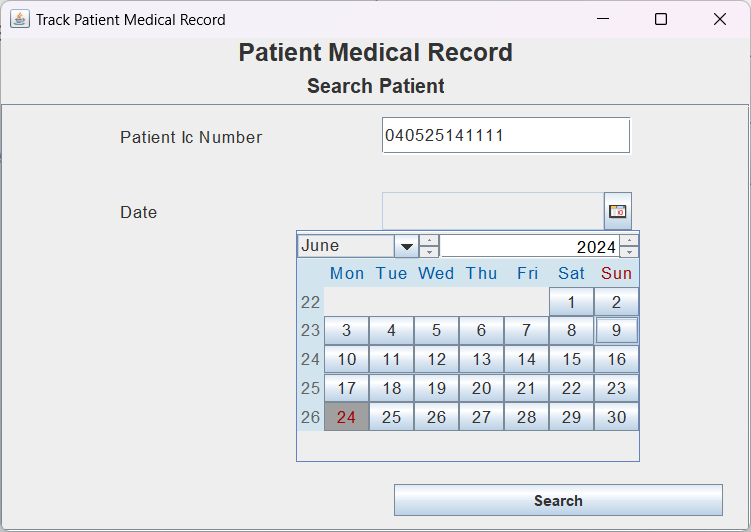 Track Patient Medical Record
Patient Medical Record
Search Patient
Patient Ic Number 040525141111
Date
June 2024
Mon Tue Wed Thu Fri Sat Sun
22 1 2
23 3 4 5 6 7 8 9
24 10 11 12 13 14 15 16
25 17 18 19 20 21 22 23
26 24 25 26 27 28 29 30
Search